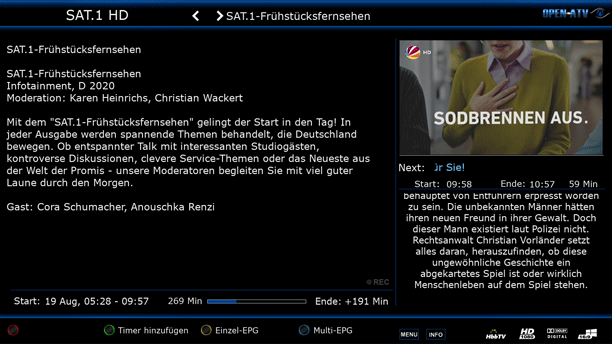 SAT.1 HD
SAT.1-Frühstücksfernsehen
OPEN-ATV
SAT.1-Frühstücksfernsehen
SAT.1-Frühstücksfernsehen
Infotainment, D 2020
Moderation: Karen Heinrichs, Christian Wackert
Mit dem "SAT.1-Frühstücksfernsehen" gelingt der Start in den Tag! In
jeder Ausgabe werden spannende Themen behandelt, die Deutschland
bewegen. Ob entspannter Talk mit interessanten Studiogästen,
kontroverse Diskussionen, clevere Service-Themen oder das Neueste aus
der Welt der Promis - unsere Moderatoren begleiten Sie mit viel guter
Laune durch den Morgen.
Gast: Cora Schumacher, Anouschka Renzi
REC
Start: 19 Aug, 05:28 - 09:57
269 Min
Ende: +191 Min
HD
SODBRENNEN AUS.
Next: ür Sie!
Start: 09:58
Ende: 10:57
59 Min
behauptet von Entführern erpresst worden
zu sein. Die unbekannten Männer hätten
ihren neuen Freund in ihrer Gewalt. Doch
dieser Mann existiert laut Polizei nicht.
Rechtsanwalt Christian Vorländer setzt
alles daran, herauszufinden, ob diese
ungewöhnliche Geschichte ein
abgekartetes Spiel ist oder wirklich
Menschenleben auf dem Spiel stehen.
Timer hinzufügen
Einzel-EPG
Multi-EPG
MENU
INFO
HbbTV
HD
1080
DOLBY
DIGITAL